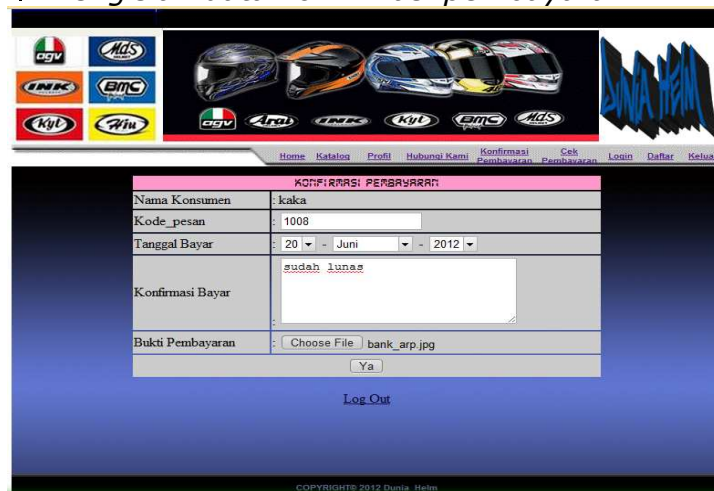 agv
MdS
INK
BMC
Kyt
Hiu
agv
Arai
INK
Kyt
BMC
MdS
DUNIA HELM
Home Katalog Profil Hubungi Kami Konfirmasi Pembayaran Cek Pembayaran Login Daftar Kelua
KONFIRMASI PEMBAYARAN
Nama Konsumen : kaka
Kode_pesan : 1008
Tanggal Bayar : 20 - Juni - 2012
sudah lunas
Konfirmasi Bayar :
Bukti Pembayaran : Choose File bank_arp.jpg
Ya
Log Out
COPYRIGHT© 2012 Dunia Helm